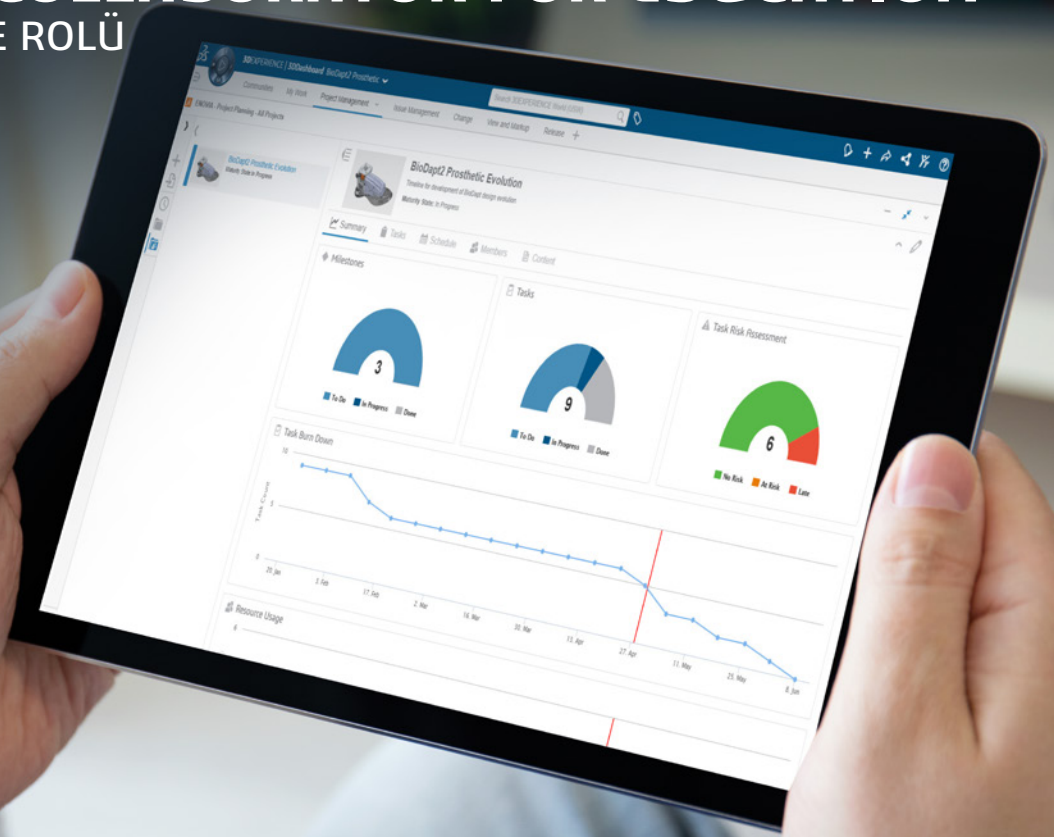 E ROLÜ
3DEXPERIENCE | 3DDashboard BioDapt2 Prosthetic
Search 3DEXPERIENCE
Communities My Work Project Management Issue Management Change View and Markup Release
ENOVIA - Project Planning - All Projects
BioDapt2 Prosthetic Evolution
Maturity State In Progress
BioDapt2 Prosthetic Evolution
Timeline for development of BioDapt design evolution
Maturity State: In Progress
Summary Tasks Schedule Members Content
Milestones
3
To Do In Progress Done
Tasks
9
To Do In Progress Done
Task Risk Assessment
6
No Risk At Risk Late
Task Burn Down
Task Count
10
5
0
20. Jan 3. Feb 17. Feb 2. Mar 16. Mar 30. Mar 13. Apr 27. Apr 11. May 25. May 8. Jun
Resource Usage
6